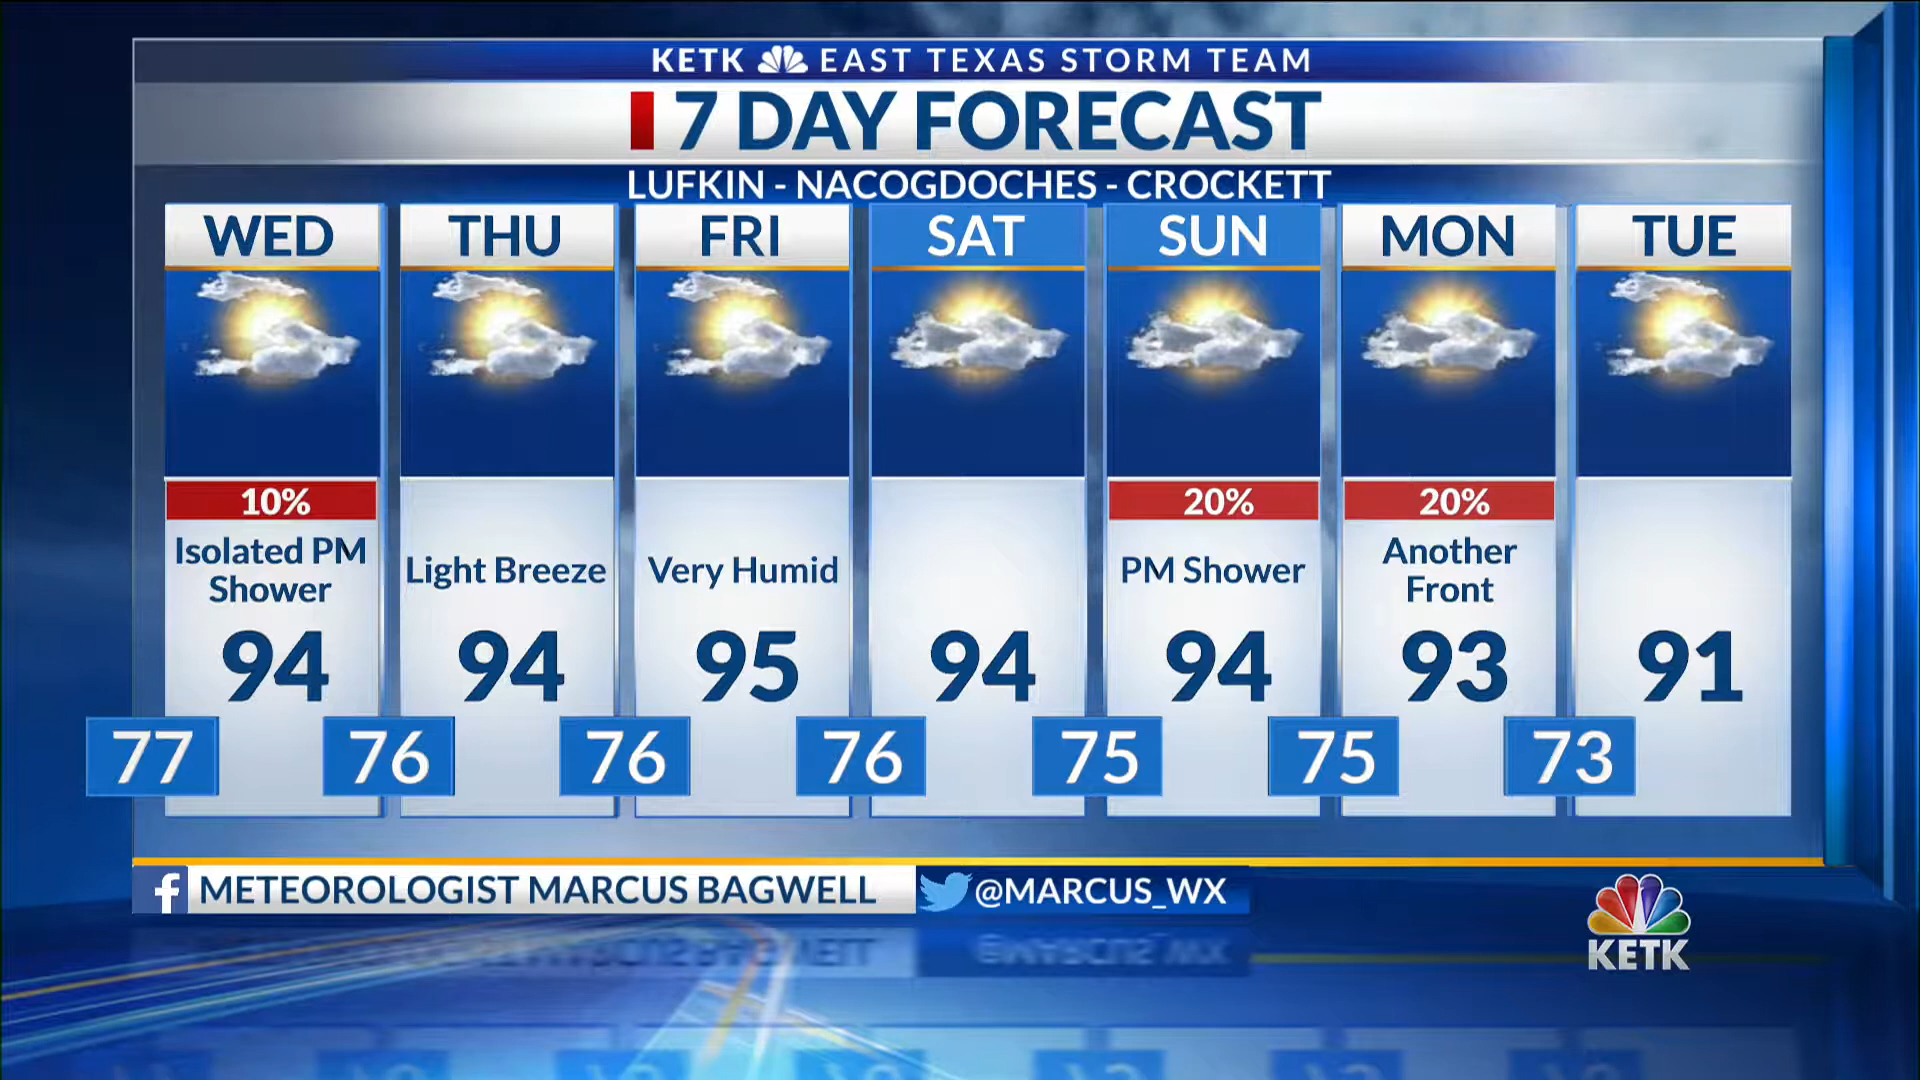 KETK EAST TEXAS STORM TEAM
7 DAY FORECAST
LUFKIN - NACOGDOCHES - CROCKETT
WED THU FRI SAT SUN MON TUE
10% 20% 20%
Isolated PM Shower
Light Breeze
Very Humid
PM Shower
Another Front
94 94 95 94 94 93 91
77 76 76 76 75 75 73
f METEOROLOGIST MARCUS BAGWELL @MARCUS_WX
KETK